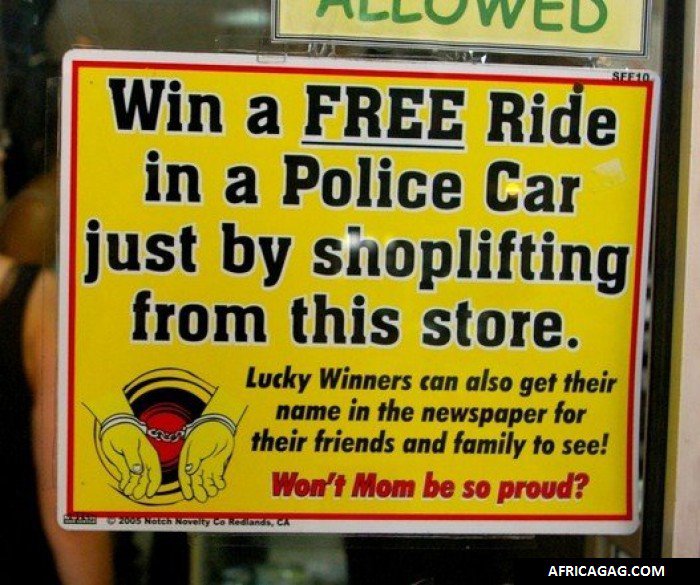 ALLOWED
SFF10
Win a FREE Ride
in a Police Car
just by shoplifting
from this store.
Lucky Winners can also get their
name in the newspaper for
their friends and family to see!
Won't Mom be so proud?
© 2005 Notch Novelty Co Redlands, CA
AFRICAGAG.COM